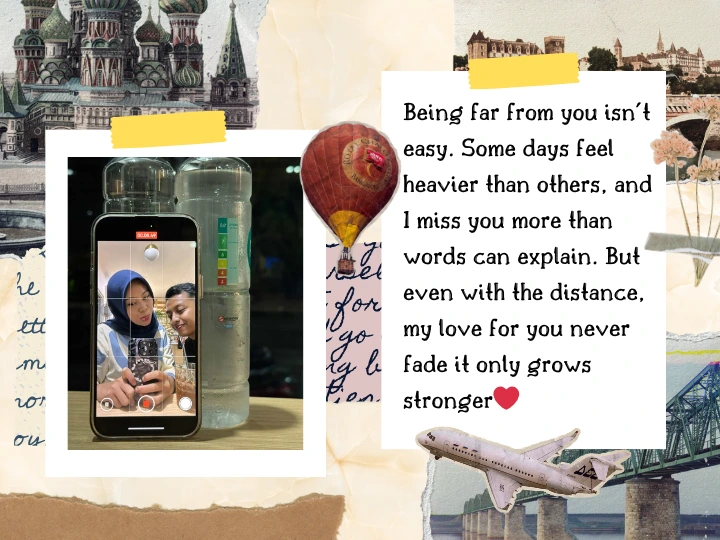 Being far from you isn't
easy. Some days feel
heavier than others, and
I miss you more than
words can explain. But
even with the distance,
my love for you never
fade it only grows
stronger❤